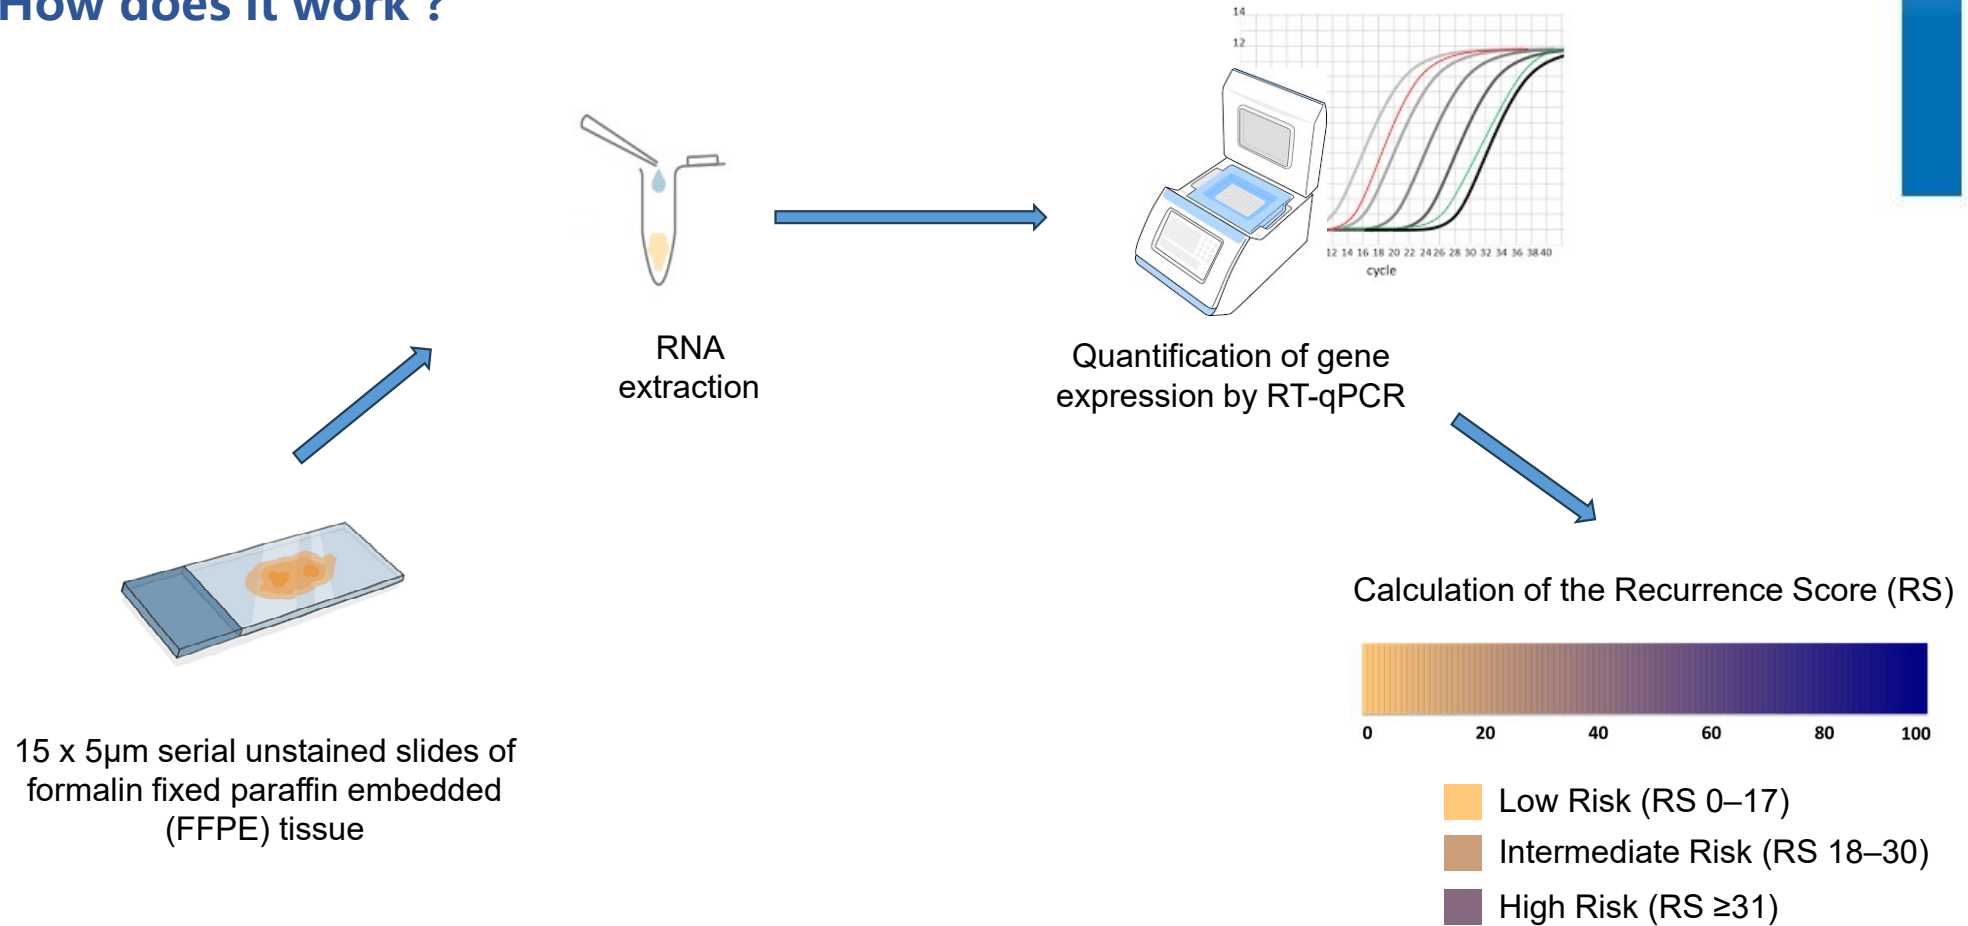 How does it work ?
14
12
12 14 16 18 20 22 24 26 28 30 32 34 36 38 40
cycle
RNA
extraction
Quantification of gene
expression by RT-qPCR
15 x 5µm serial unstained slides of
formalin fixed paraffin embedded
(FFPE) tissue
Calculation of the Recurrence Score (RS)
0 20 40 60 80 100
Low Risk (RS 0–17)
Intermediate Risk (RS 18–30)
High Risk (RS ≥31)